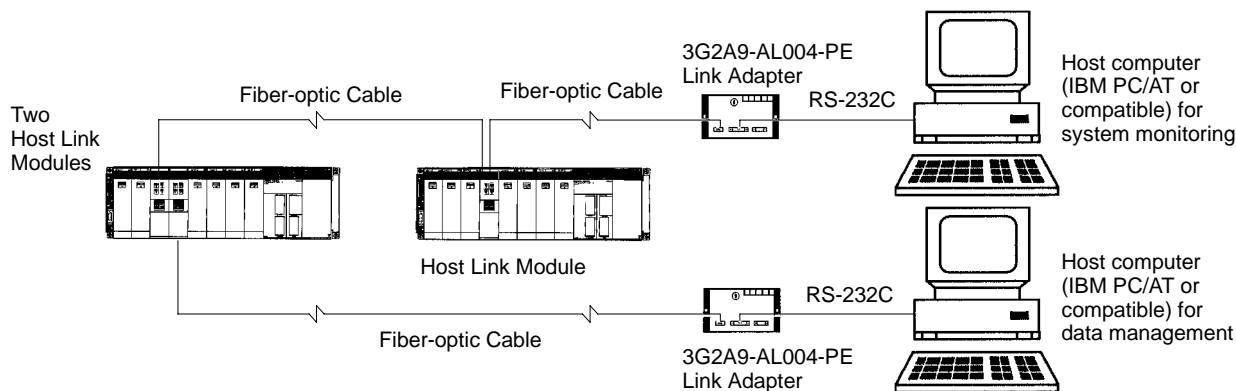 3G2A9-AL004-PE
Link Adapter
Host computer
(IBM PC/AT or
compatible) for
system monitoring
Fiber-optic Cable
Fiber-optic Cable
RS-232C
Two
Host Link
Modules
Host Link Module
Host computer
(IBM PC/AT or
compatible) for
data management
RS-232C
Fiber-optic Cable
3G2A9-AL004-PE
Link Adapter